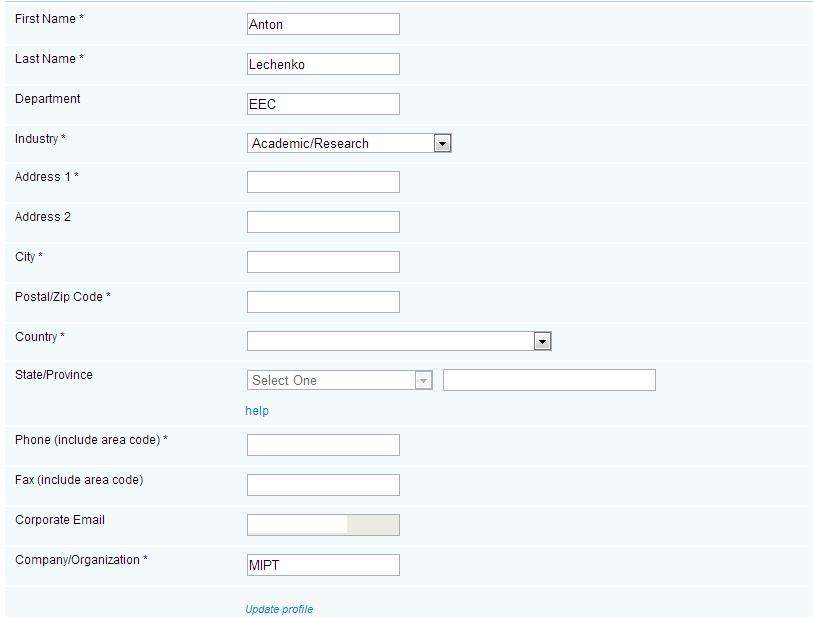 First Name * Anton
Last Name * Lechenko
Department EEC
Industry * Academic/Research
Address 1 *
Address 2
City *
Postal/Zip Code *
Country *
State/Province Select One
help
Phone (include area code) *
Fax (include area code)
Corporate Email
Company/Organization * MIPT
Update profile